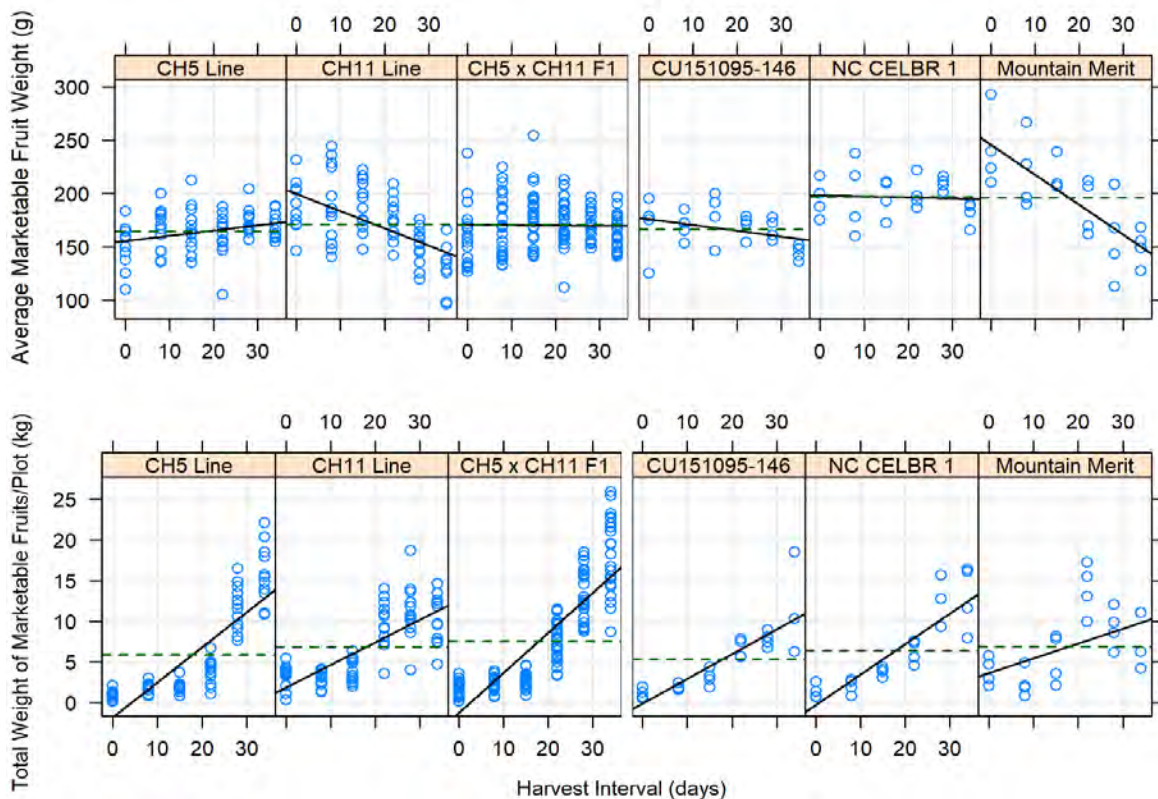 0 10 20 30 0 10 20 30 0 10 20 30
CH5 Line CH11 Line CH5 x CH11 F1 CU151095-146 NC CELBR 1 Mountain Merit
Average Marketable Fruit Weight (g)
300
250
200
150
100
0 10 20 30 0 10 20 30 0 10 20 30
0 10 20 30 0 10 20 30 0 10 20 30
CH5 Line CH11 Line CH5 x CH11 F1 CU151095-146 NC CELBR 1 Mountain Merit
Total Weight of Marketable Fruits/Plot (kg)
25
20
15
10
5
0
0 10 20 30 0 10 20 30 0 10 20 30
Harvest Interval (days)